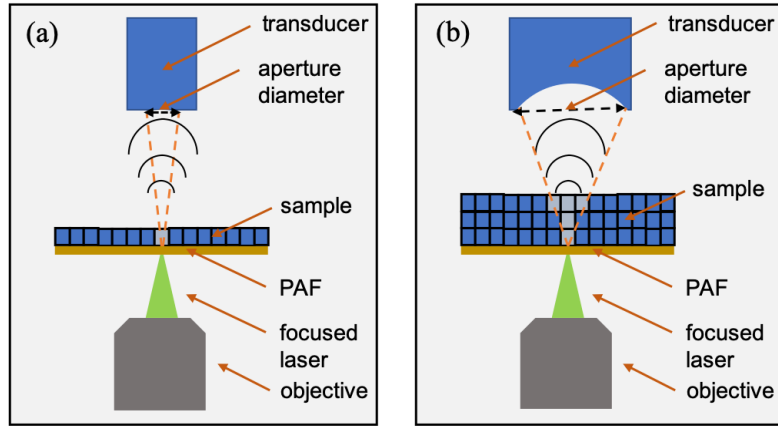 (a)
transducer
aperture
diameter
sample
PAF
focused
laser
objective
(b)
transducer
aperture
diameter
sample
PAF
focused
laser
objective